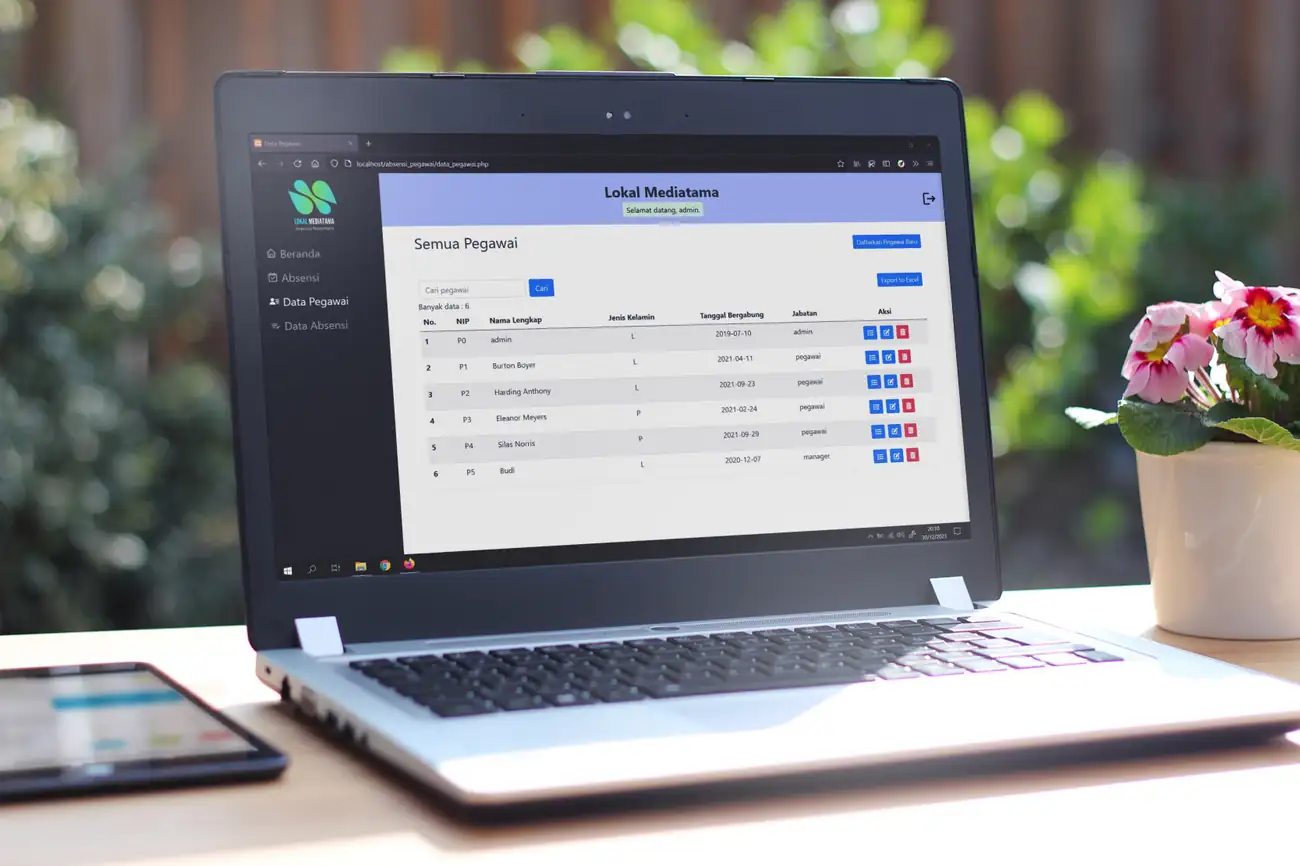 Data Pegawai
localhost/absensi_pegawai/data_pegawai.php
LOKAL MEDIATAMA
Lokal Mediatama
Selamat datang, admin.
Beranda
Absensi
Data Pegawai
Data Absensi
Semua Pegawai
Daftarkan Pegawai Baru
Cari pegawai
Cari
Export to Excel
Banyak data : 6
No. NIP Nama Lengkap Jenis Kelamin Tanggal Bergabung Jabatan Aksi
1 P0 admin L 2019-07-10 admin
2 P1 Burton Boyer L 2021-04-11 pegawai
3 P2 Harding Anthony L 2021-09-23 pegawai
4 P3 Eleanor Meyers P 2021-02-24 pegawai
5 P4 Silas Norris P 2021-09-29 pegawai
6 P5 Budi L 2020-12-07 manager
20:10
10/12/2021